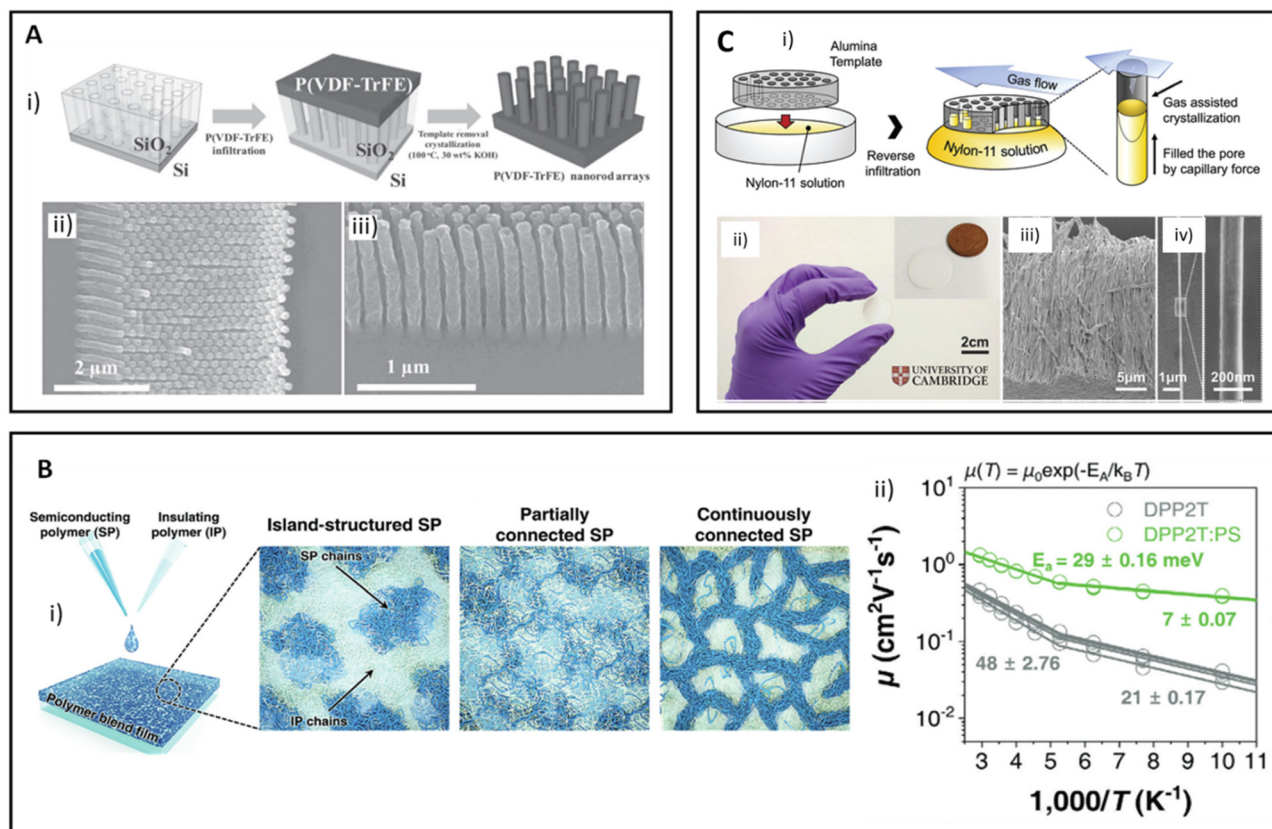 A
i)
SiO2
Si
P(VDF-TrFE)
infiltration
P(VDF-TrFE)
SiO2
Si
Template removal
crystallization
(100 °C, 30 wt% KOH)
P(VDF-TrFE) nanorod arrays
ii)
2 µm
iii)
1 µm
C
i)
Alumina
Template
Nylon-11 solution
Reverse
infiltration
Gas flow
Nylon-11 solution
Gas assisted
crystallization
Filled the pore
by capillary force
ii)
2cm
UNIVERSITY OF
CAMBRIDGE
iii)
5µm
iv)
1µm
200nm
B
i)
Semiconducting
polymer (SP)
Insulating
polymer (IP)
Polymer blend film
Island-structured SP
SP chains
IP chains
Partially
connected SP
Continuously
connected SP
ii)
µ(T) = µ0exp(-EA/kBT)
DPP2T
DPP2T:PS
Ea = 29 ± 0.16 meV
7 ± 0.07
48 ± 2.76
21 ± 0.17
µ (cm2V-1s-1)
10^1
10^0
10^-1
10^-2
3 4 5 6 7 8 9 10 11
1,000/T (K-1)